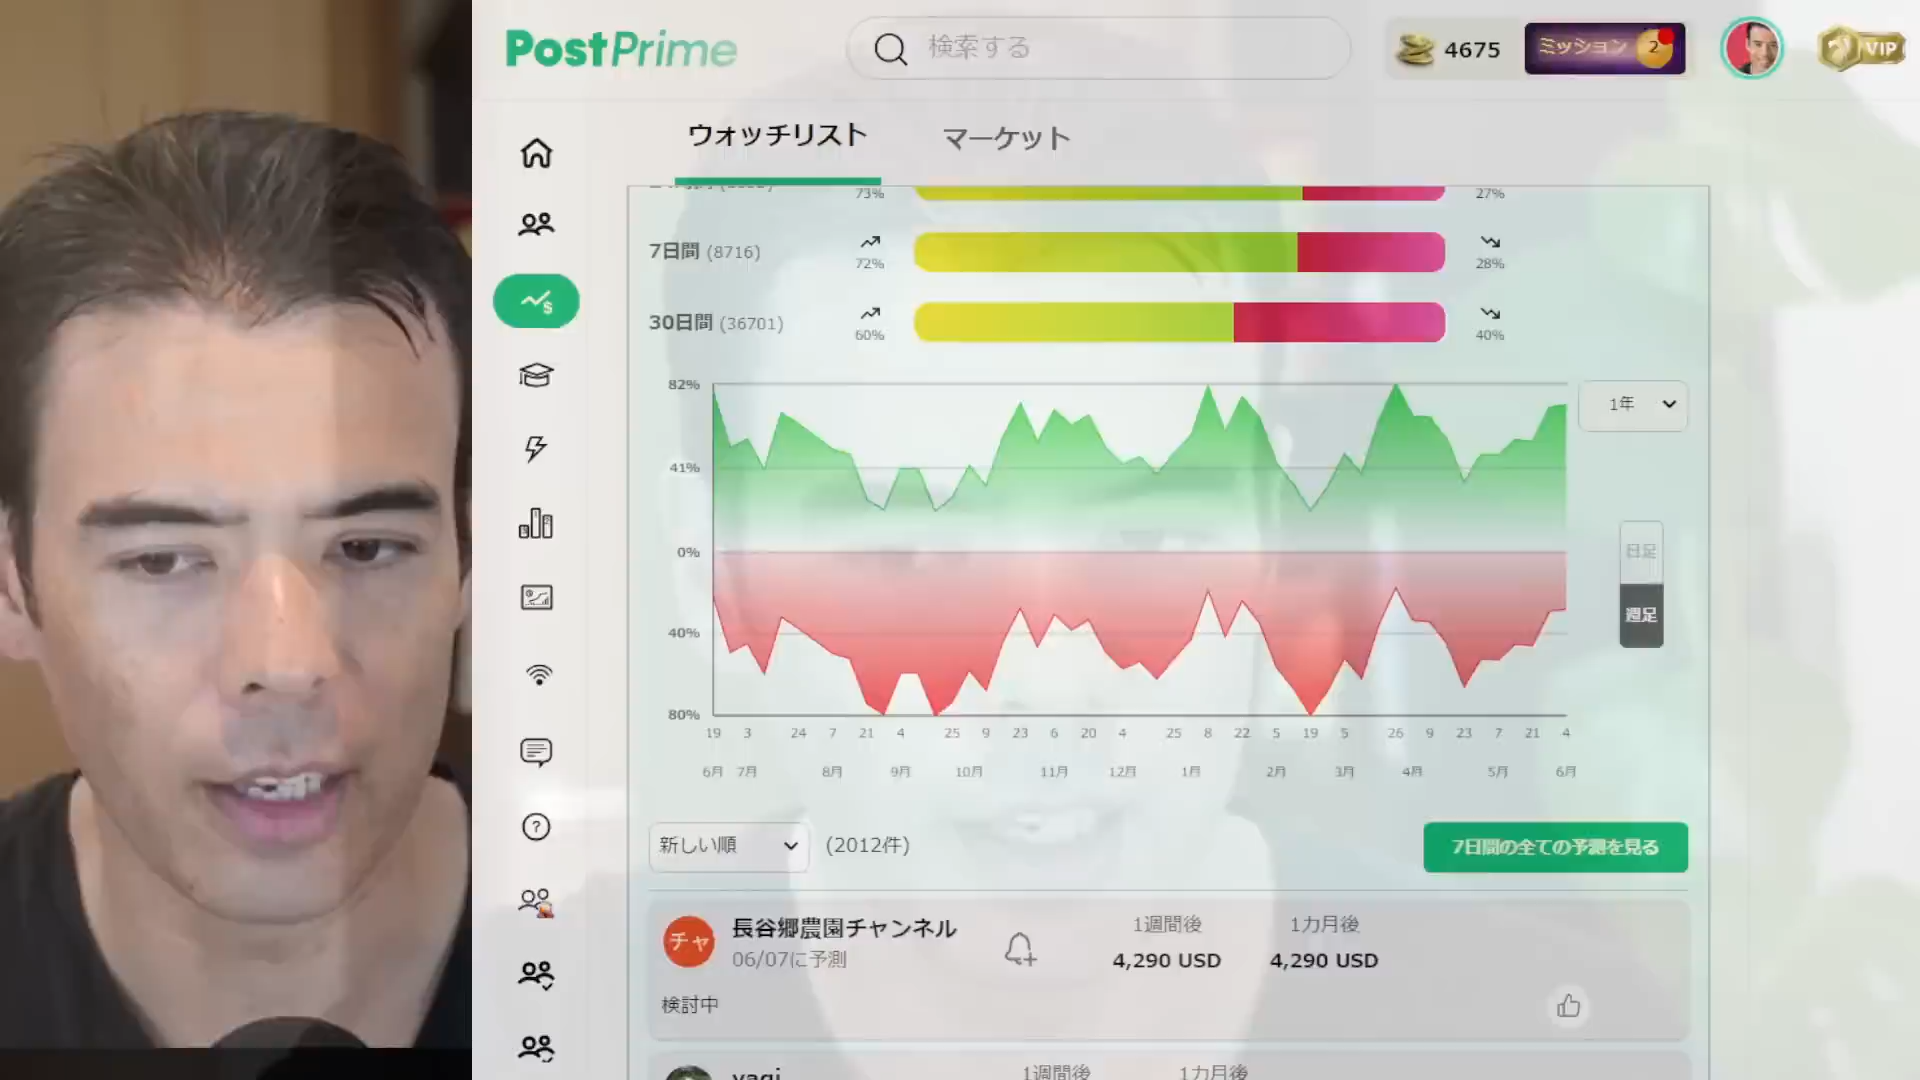 PostPrime
検索する
4675
ミッション 2
VIP
ウォッチリスト
マーケット
73%
27%
7日間 (8716)
72%
28%
30日間 (36701)
60%
40%
82%
41%
0%
40%
80%
1年
日足
週足
19 3 24 7 21 4 25 9 23 6 20 4 25 8 22 5 19 5 26 9 23 7 21 4
6月 7月 8月 9月 10月 11月 12月 1月 2月 3月 4月 5月 6月
新しい順
(2012件)
7日間の全ての予測を見る
チャ
長谷郷農園チャンネル
06/07に予測
1週間後
1カ月後
4,290 USD
4,290 USD
検討中
yagi
1週間後
1カ月後